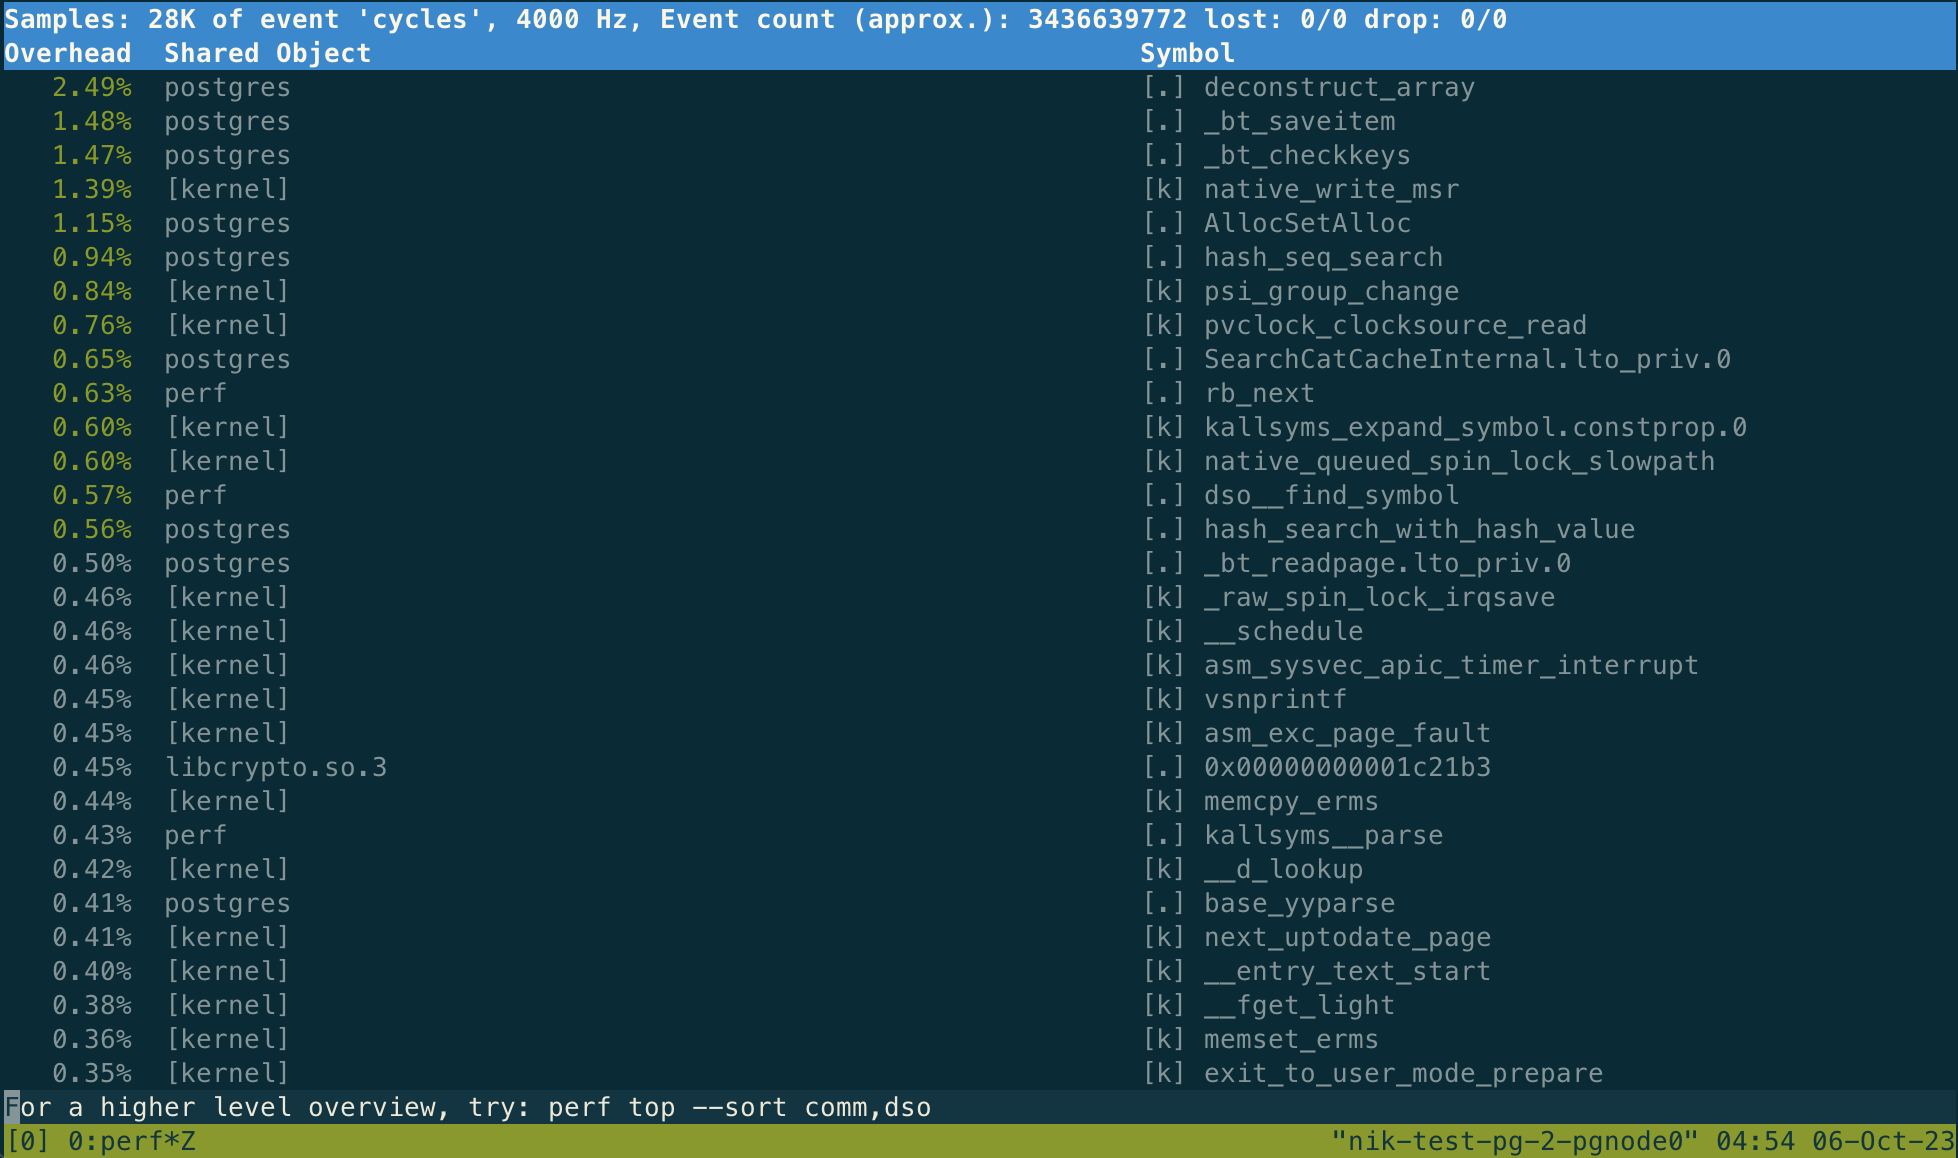 Samples: 28K of event 'cycles', 4000 Hz, Event count (approx.): 3436639772 lost: 0/0 drop: 0/0
Overhead  Shared Object  Symbol
2.49%  postgres  [.] deconstruct_array
1.48%  postgres  [.] _bt_saveitem
1.47%  postgres  [.] _bt_checkkeys
1.39%  [kernel]  [k] native_write_msr
1.15%  postgres  [.] AllocSetAlloc
0.94%  postgres  [.] hash_seq_search
0.84%  [kernel]  [k] psi_group_change
0.76%  [kernel]  [k] pvclock_clocksource_read
0.65%  postgres  [.] SearchCatCacheInternal.lto_priv.0
0.63%  perf  [.] rb_next
0.60%  [kernel]  [k] kallsyms_expand_symbol.constprop.0
0.60%  [kernel]  [k] native_queued_spin_lock_slowpath
0.57%  perf  [.] dso__find_symbol
0.56%  postgres  [.] hash_search_with_hash_value
0.50%  postgres  [.] _bt_readpage.lto_priv.0
0.46%  [kernel]  [k] _raw_spin_lock_irqsave
0.46%  [kernel]  [k] __schedule
0.46%  [kernel]  [k] asm_sysvec_apic_timer_interrupt
0.45%  [kernel]  [k] vsnprintf
0.45%  [kernel]  [k] asm_exc_page_fault
0.45%  libcrypto.so.3  [.] 0x00000000001c21b3
0.44%  [kernel]  [k] memcpy_erms
0.43%  perf  [.] kallsyms__parse
0.42%  [kernel]  [k] __d_lookup
0.41%  postgres  [.] base_yyparse
0.41%  [kernel]  [k] next_uptodate_page
0.40%  [kernel]  [k] __entry_text_start
0.38%  [kernel]  [k] __fget_light
0.36%  [kernel]  [k] memset_erms
0.35%  [kernel]  [k] exit_to_user_mode_prepare
For a higher level overview, try: perf top --sort comm,dso
[0] 0:perf*Z  "nik-test-pg-2-pgnode0" 04:54 06-Oct-23